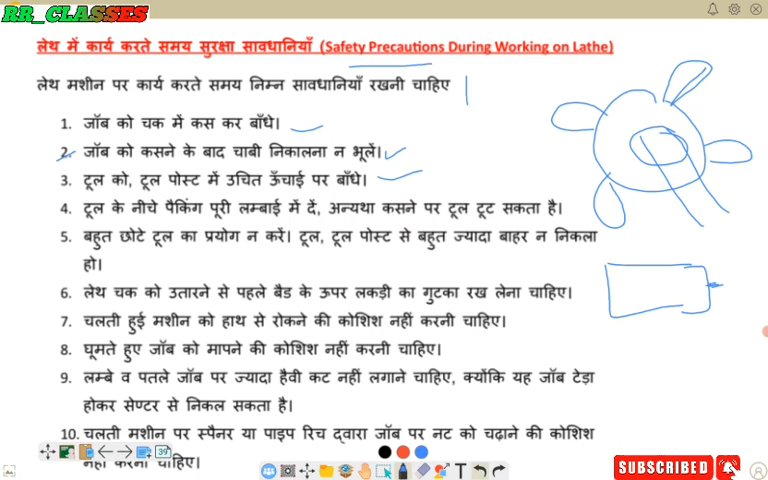 RR_CLASSES
लेथ में कार्य करते समय सुरक्षा सावधानियाँ (Safety Precautions During Working on Lathe)
लेथ मशीन पर कार्य करते समय निम्न सावधानियाँ रखनी चाहिए
1. जॉब को चक में कस कर बाँधे।
2. जॉब को कसने के बाद चाबी निकालना न भूलें।
3. टूल को, टूल पोस्ट में उचित ऊँचाई पर बाँधे।
4. टूल के नीचे पैकिंग पूरी लम्बाई में दें, अन्यथा कसने पर टूल टूट सकता है।
5. बहुत छोटे टूल का प्रयोग न करें। टूल, टूल पोस्ट से बहुत ज्यादा बाहर न निकला
हो।
6. लेथ चक को उतारने से पहले बैड के ऊपर लकड़ी का गुटका रख लेना चाहिए।
7. चलती हुई मशीन को हाथ से रोकने की कोशिश नहीं करनी चाहिए।
8. घूमते हुए जॉब को मापने की कोशिश नहीं करनी चाहिए।
9. लम्बे व पतले जॉब पर ज्यादा हैवी कट नहीं लगाने चाहिए, क्योंकि यह जॉब टेड़ा
होकर सेण्टर से निकल सकता है।
10. चलती मशीन पर स्पैनर या पाइप रिंच द्वारा जॉब पर नट को चढ़ाने की कोशिश
नहीं करनी चाहिए।
39
T
SUBSCRIBED